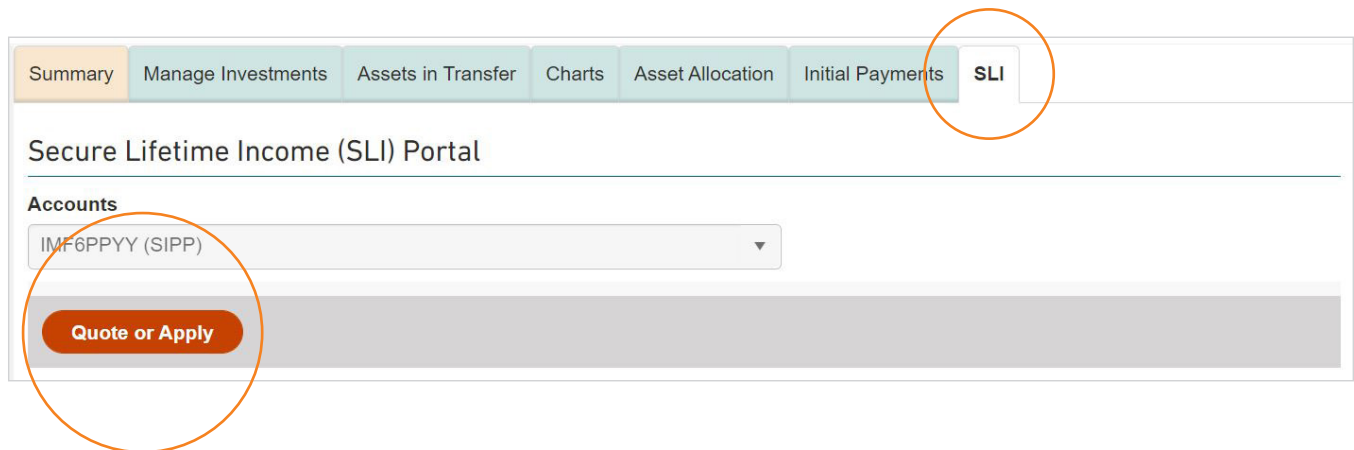 Summary Manage Investments Assets in Transfer Charts Asset Allocation Initial Payments SLI
Secure Lifetime Income (SLI) Portal
Accounts
IMF6PPYY (SIPP)
Quote or Apply